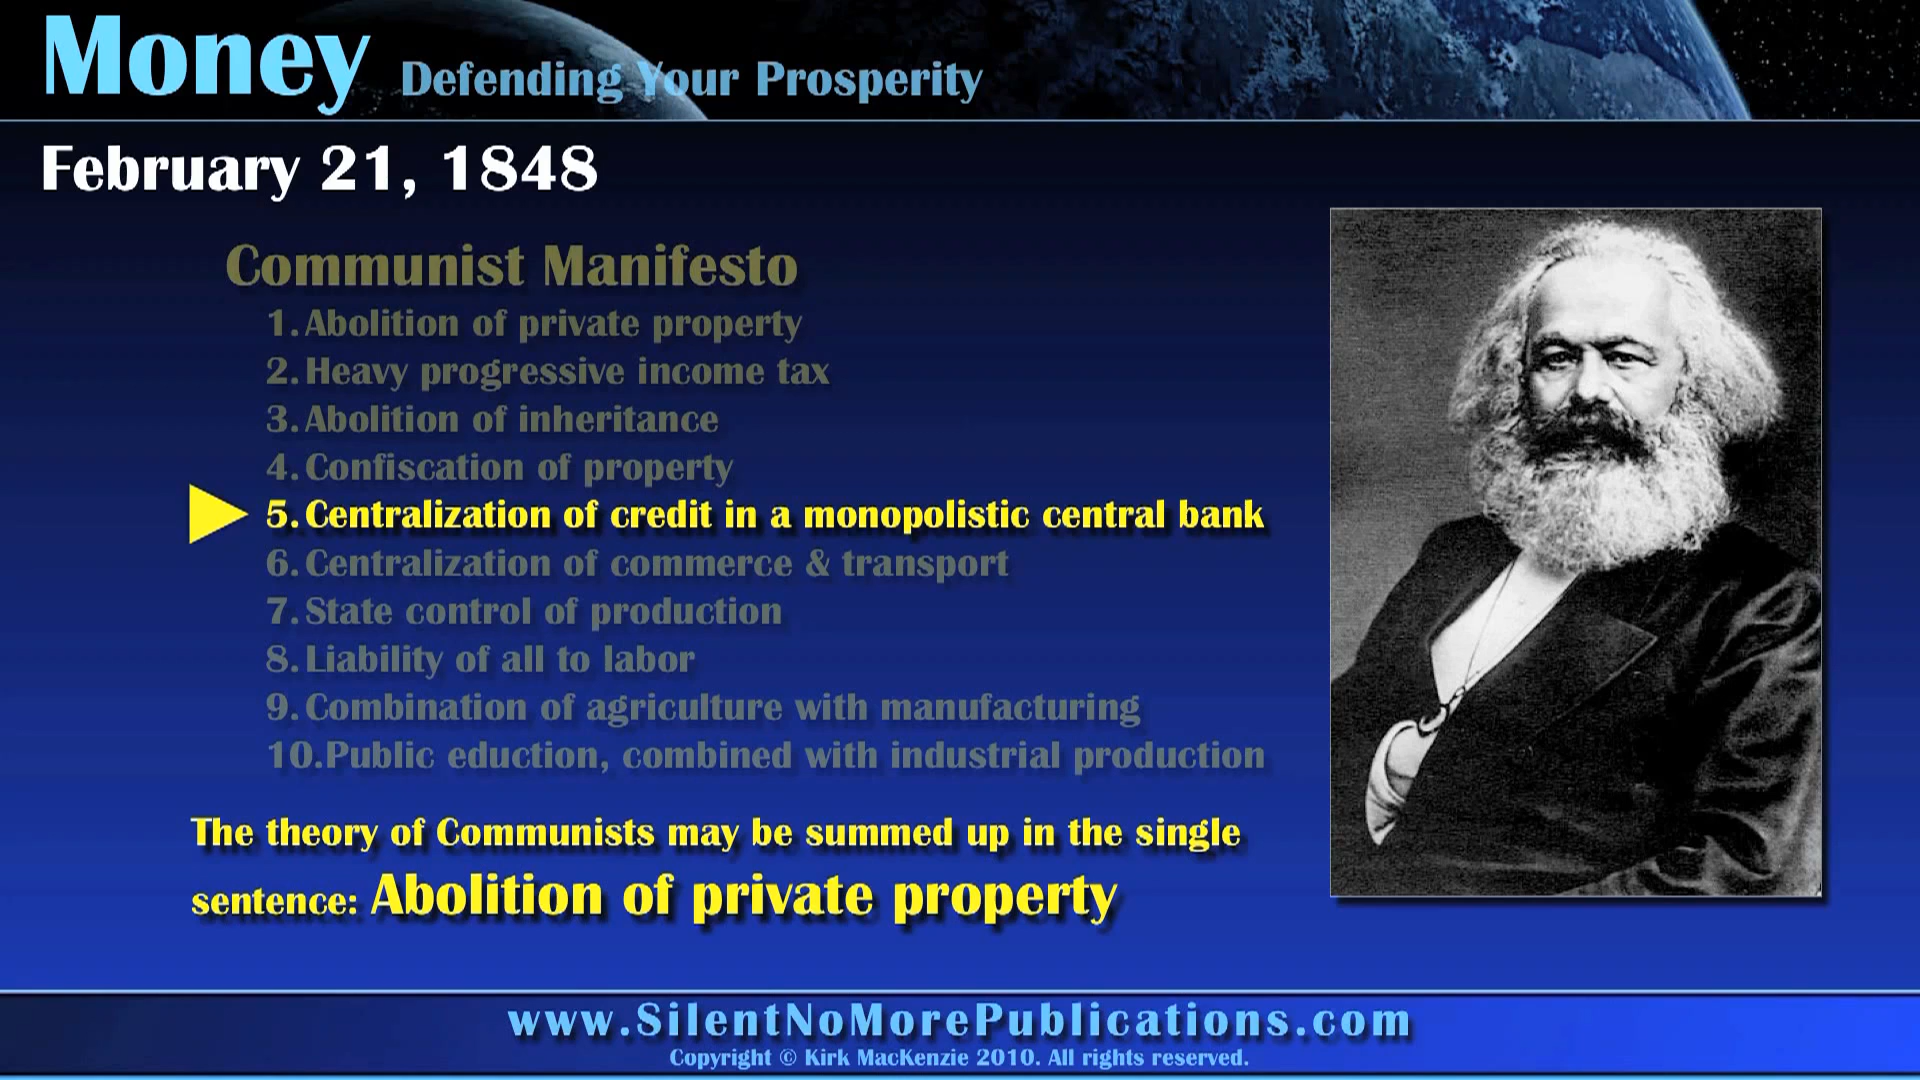 Money Defending Your Prosperity
February 21, 1848
Communist Manifesto
1. Abolition of private property
2. Heavy progressive income tax
3. Abolition of inheritance
4. Confiscation of property
5. Centralization of credit in a monopolistic central bank
6. Centralization of commerce & transport
7. State control of production
8. Liability of all to labor
9. Combination of agriculture with manufacturing
10. Public eduction, combined with industrial production
The theory of Communists may be summed up in the single
sentence: Abolition of private property
www.SilentNoMorePublications.com
Copyright © Kirk MacKenzie 2010. All rights reserved.